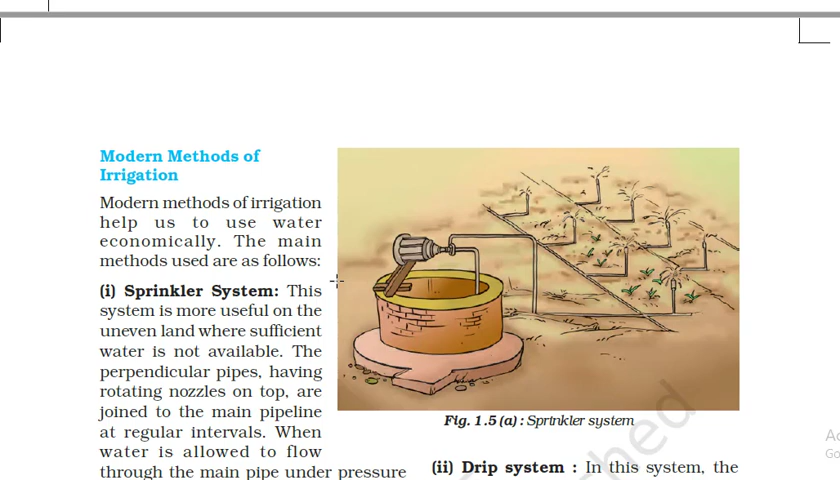 Modern Methods of
Irrigation
Modern methods of irrigation
help us to use water
economically. The main
methods used are as follows:
(i) Sprinkler System: This
system is more useful on the
uneven land where sufficient
water is not available. The
perpendicular pipes, having
rotating nozzles on top, are
joined to the main pipeline
at regular intervals. When
water is allowed to flow
through the main pipe under pressure
Fig. 1.5 (a) : Sprinkler system
(ii) Drip system : In this system, the